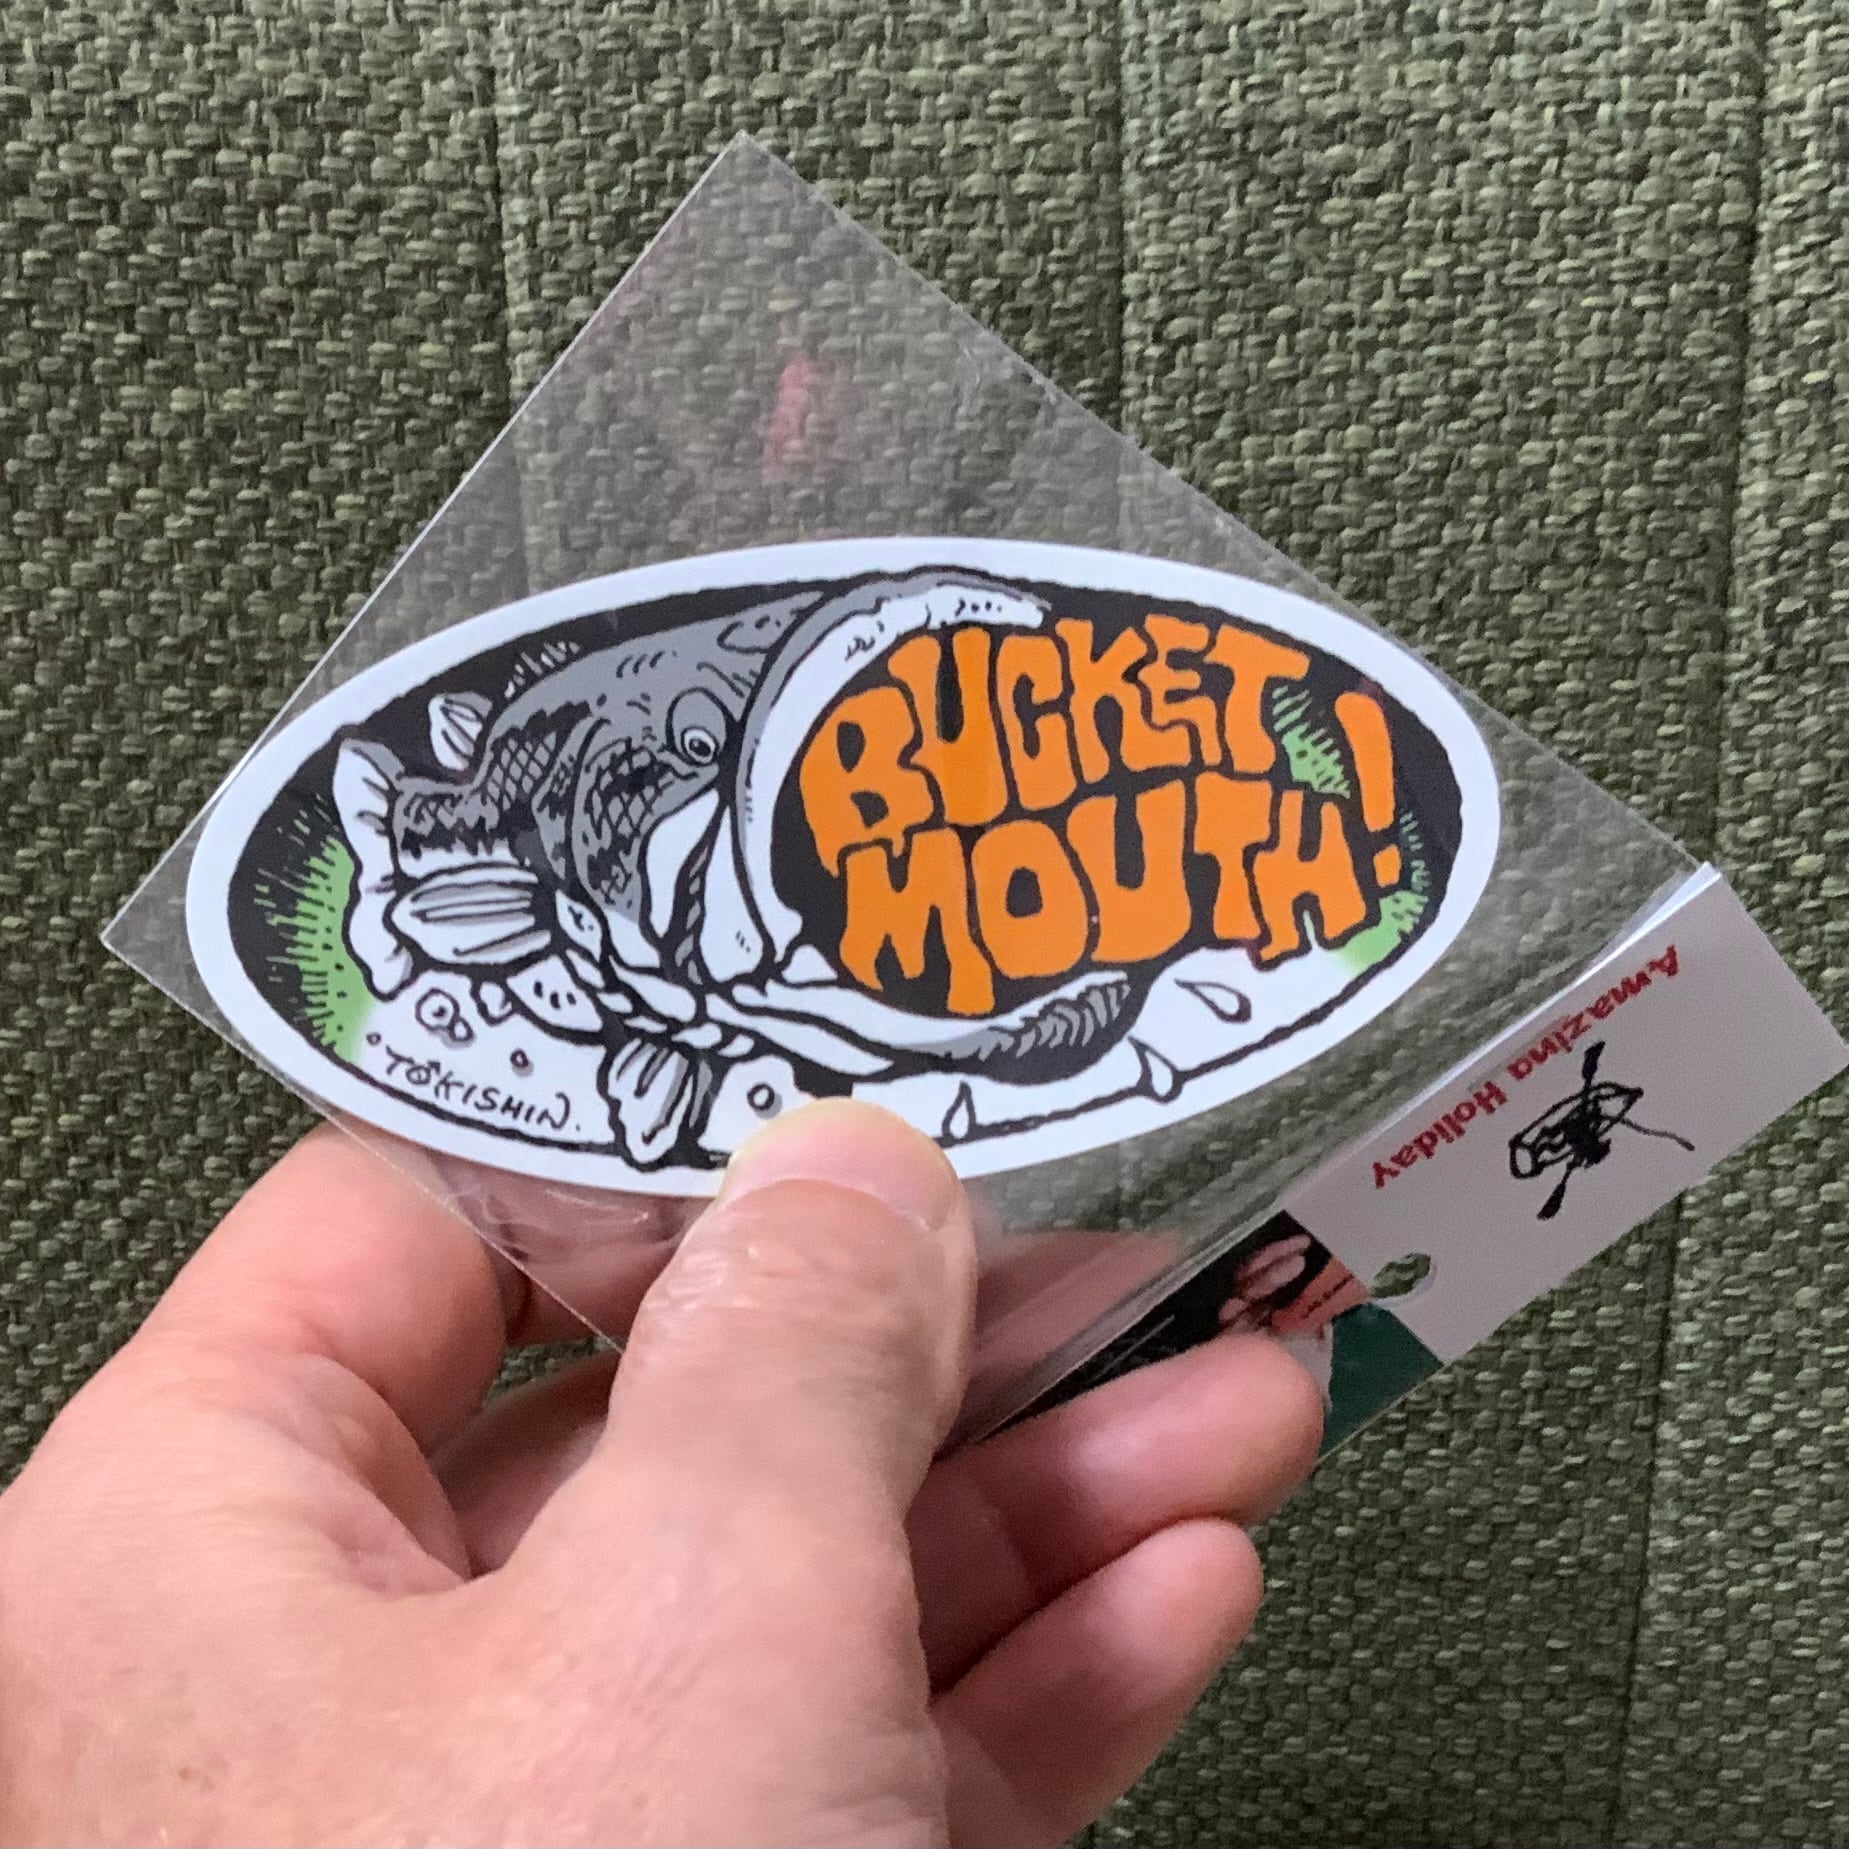 BUCKET
MOUTH!
TOKISHIN.
Amazing Holiday